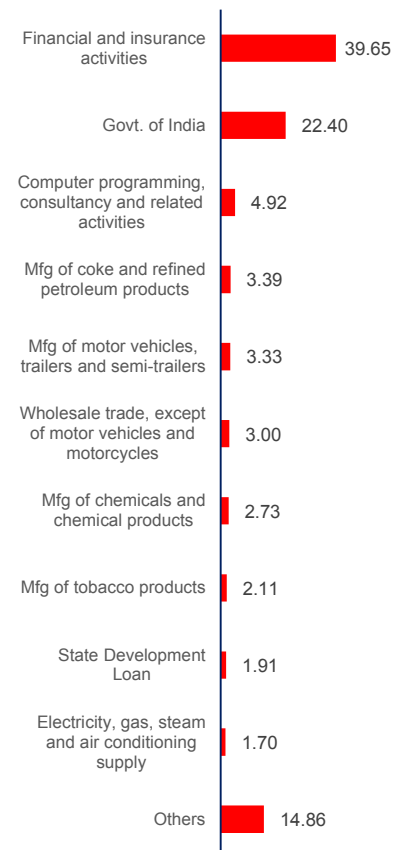 Financial and insurance
activities
39.65
Govt. of India
22.40
Computer programming,
consultancy and related
activities
4.92
Mfg of coke and refined
petroleum products
3.39
Mfg of motor vehicles,
trailers and semi-trailers
3.33
Wholesale trade, except
of motor vehicles and
motorcycles
3.00
Mfg of chemicals and
chemical products
2.73
Mfg of tobacco products
2.11
State Development
Loan
1.91
Electricity, gas, steam
and air conditioning
supply
1.70
Others
14.86